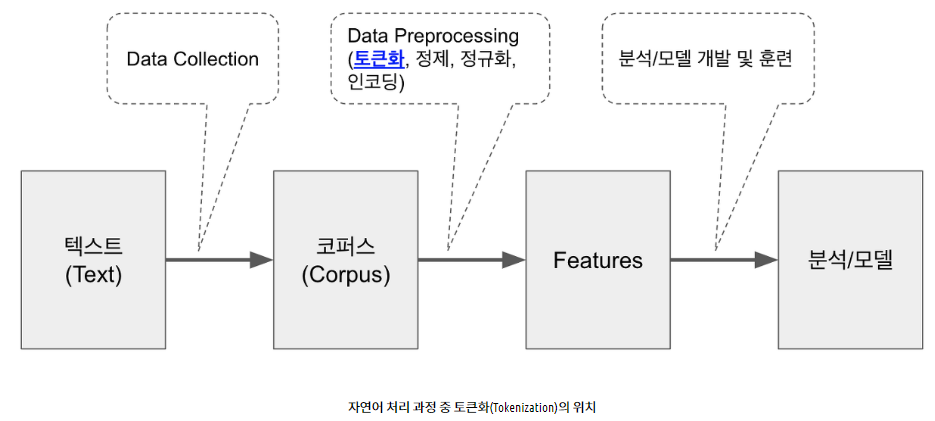 Data Collection
Data Preprocessing
(토큰화, 정제, 정규화,
인코딩)
분석/모델 개발 및 훈련
텍스트
(Text)
코퍼스
(Corpus)
Features
분석/모델
자연어 처리 과정 중 토큰화(Tokenization)의 위치